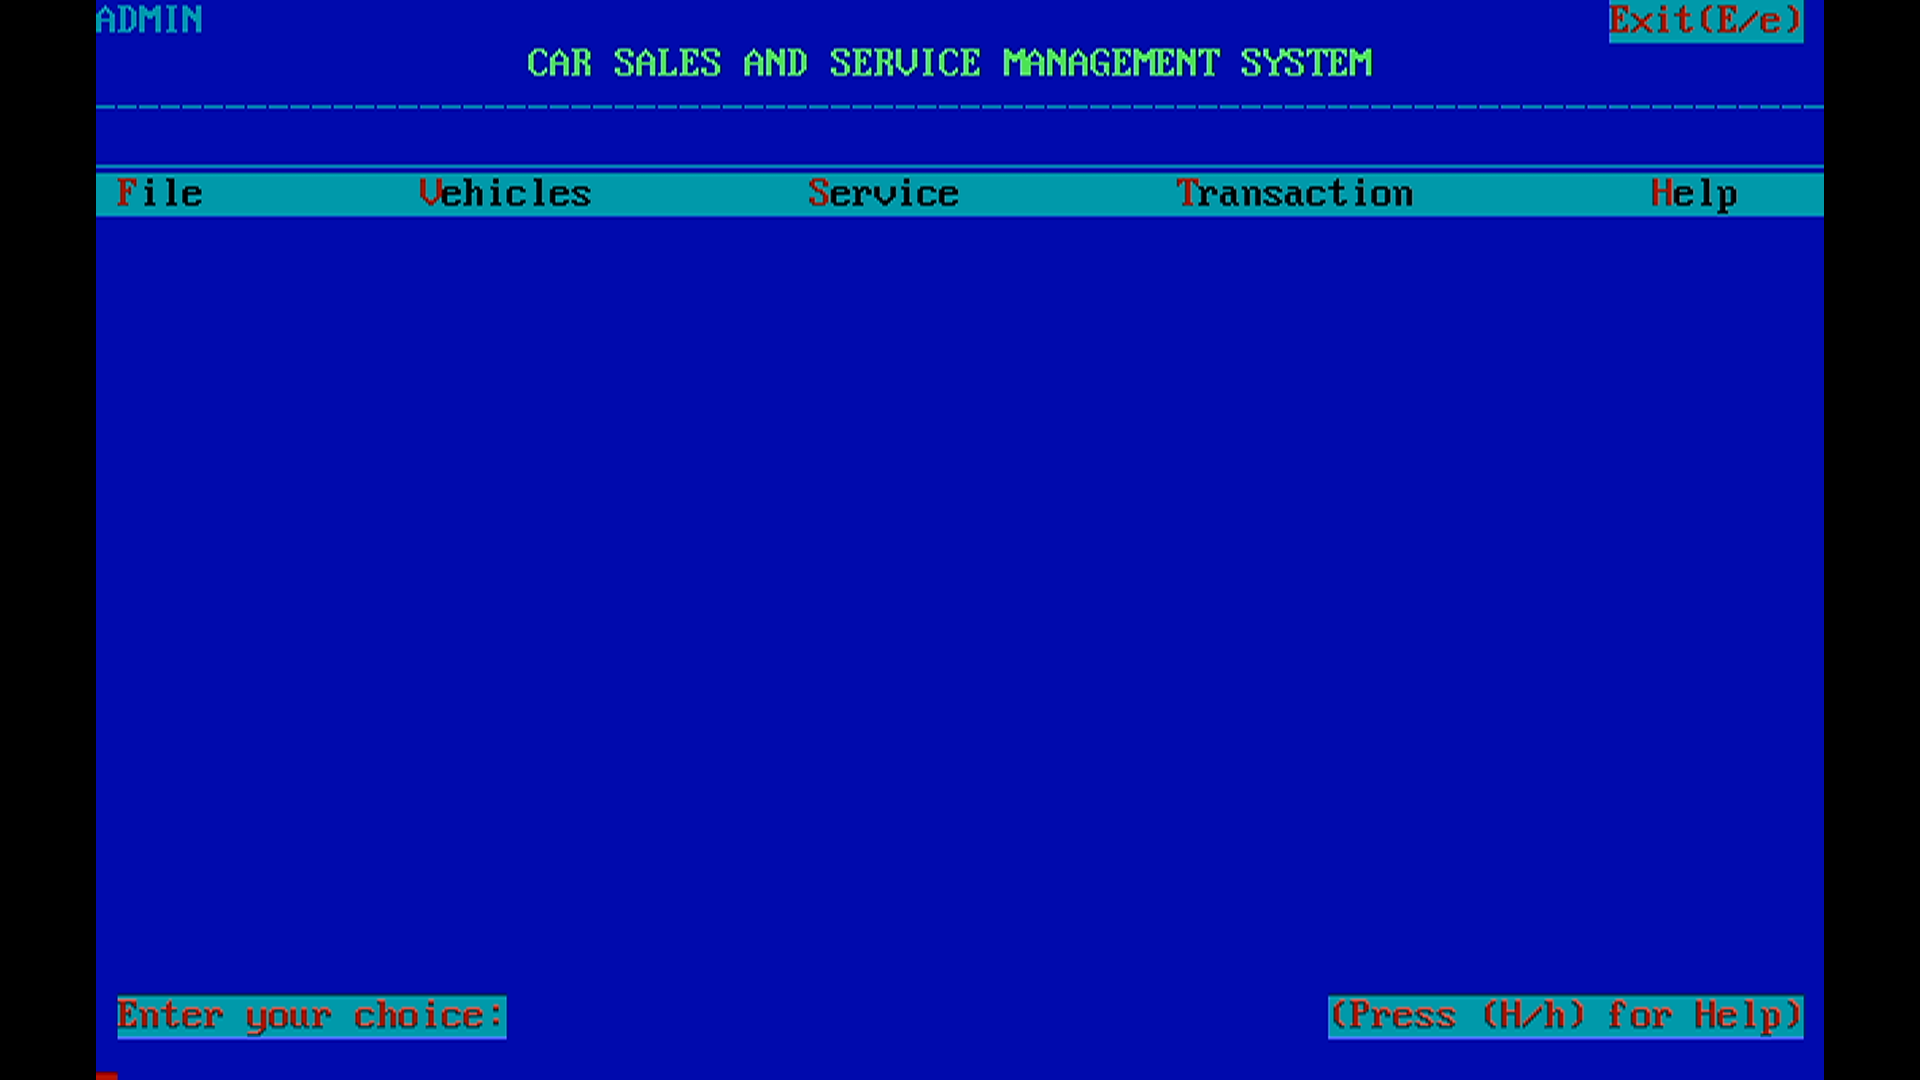 ADMIN Exit(E/e)
CAR SALES AND SERVICE MANAGEMENT SYSTEM
File Vehicles Service Transaction Help
Enter your choice: (Press (H/h) for Help)